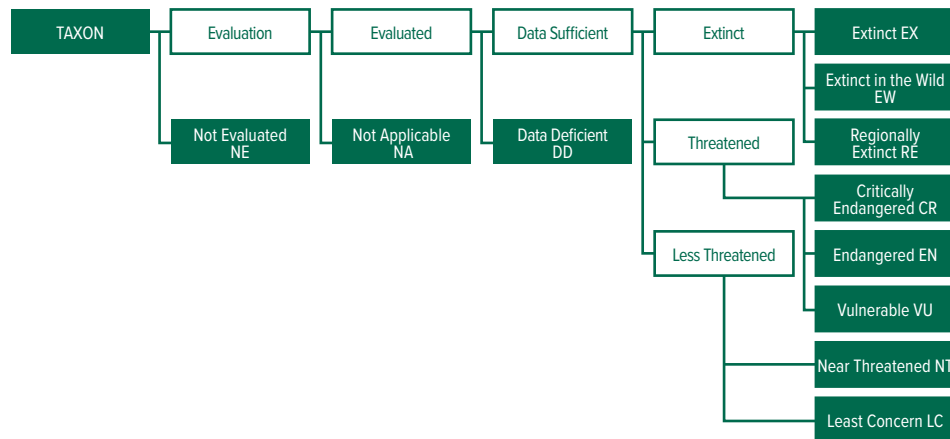 TAXON
Evaluation
Evaluated
Data Sufficient
Extinct
Extinct EX
Extinct in the Wild
EW
Not Evaluated
NE
Not Applicable
NA
Data Deficient
DD
Threatened
Regionally
Extinct RE
Critically
Endangered CR
Less Threatened
Endangered EN
Vulnerable VU
Near Threatened NT
Least Concern LC